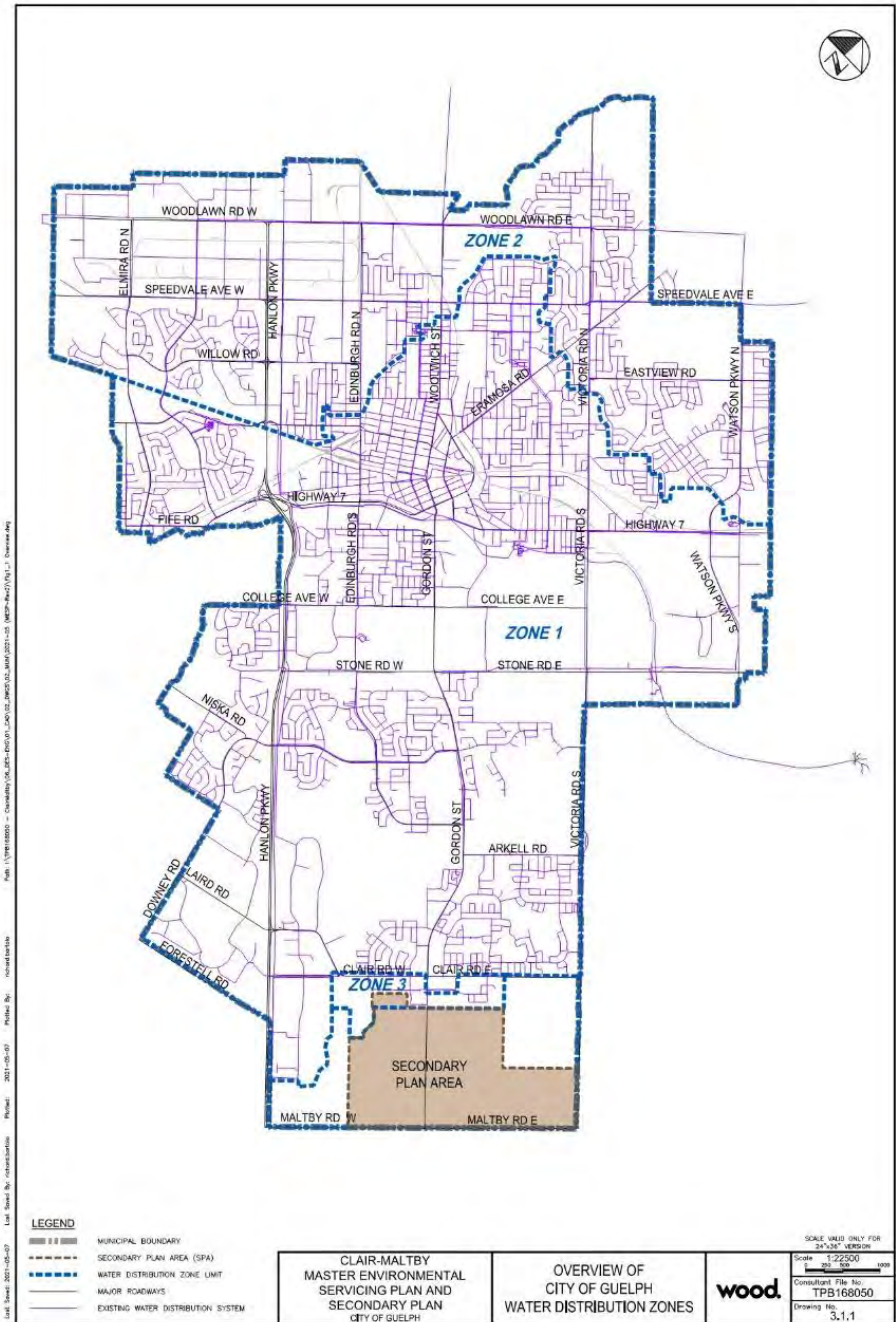 WOODLAWN RD W
WOODLAWN RD E
ZONE 2
ELMIRA RD N
SPEEDVALE AVE W
HANLON PKWY
SPEEDVALE AVE E
WILLOW RD
EDINBURGH RD N
WOOLWICH ST
ERAMOSA RD
VICTORIA RD N
EASTVIEW RD
WATSON PKWY N
HIGHWAY 7
FIFE RD
EDINBURGH RD S
GORDON ST
VICTORIA RD S
HIGHWAY 7
WATSON PKWY S
COLLEGE AVE W
COLLEGE AVE E
ZONE 1
STONE RD W
STONE RD E
NISKA RD
HANLON PKWY
GORDON ST
VICTORIA RD S
ARKELL RD
DOWNEY RD
LAIRD RD
FORESTELL RD
CLAIR RD W
CLAIR RD E
ZONE 3
SECONDARY
PLAN AREA
MALTBY RD W
MALTBY RD E
LEGEND
MUNICIPAL BOUNDARY
SECONDARY PLAN AREA (SPA)
WATER DISTRIBUTION ZONE LIMIT
MAJOR ROADWAYS
EXISTING WATER DISTRIBUTION SYSTEM
CLAIR-MALTBY
MASTER ENVIRONMENTAL
SERVICING PLAN AND
SECONDARY PLAN
CITY OF GUELPH
OVERVIEW OF
CITY OF GUELPH
WATER DISTRIBUTION ZONES
wood.
SCALE VALID ONLY FOR
24"x36" VERSION
Scale 1:22500
Consultant File No.
TPB168050
Drawing No.
3.1.1